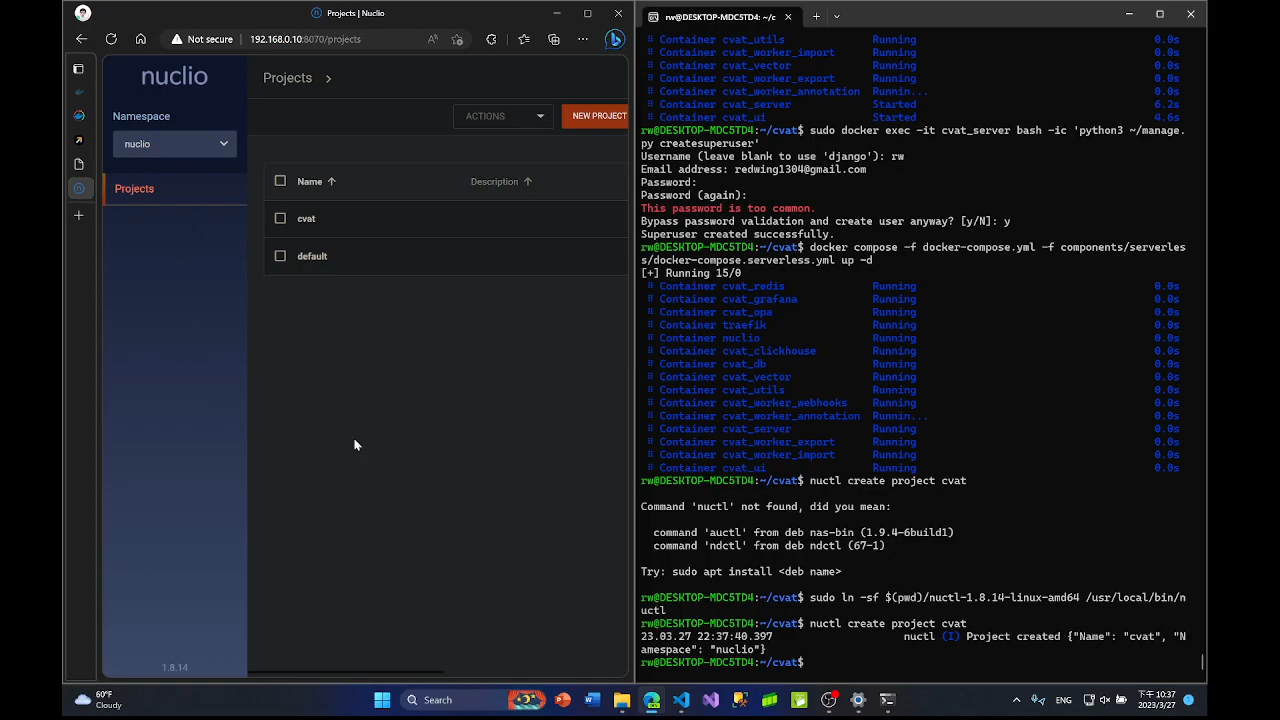 Projects | Nuclio
Not secure
192.168.0.10:8070/projects
nuclio
Namespace
nuclio
Projects
1.8.14
Projects
ACTIONS
NEW PROJECT
Name
Description
cvat
default
rw@DESKTOP-MDC5TD4: ~/c
Container cvat_utils Running 0.0s
Container cvat_worker_import Running 0.0s
Container cvat_vector Running 0.0s
Container cvat_worker_export Running 0.0s
Container cvat_worker_annotation Runnin... 0.0s
Container cvat_server Started 6.2s
Container cvat_ui Started 4.6s
rw@DESKTOP-MDC5TD4:~/cvat$ sudo docker exec -it cvat_server bash -ic 'python3 ~/manage.
py createsuperuser'
Username (leave blank to use 'django'): rw
Email address: redwing1304@gmail.com
Password:
Password (again):
This password is too common.
Bypass password validation and create user anyway? [y/N]: y
Superuser created successfully.
rw@DESKTOP-MDC5TD4:~/cvat$ docker compose -f docker-compose.yml -f components/serverles
s/docker-compose.serverless.yml up -d
[+] Running 15/0
Container cvat_redis Running 0.0s
Container cvat_grafana Running 0.0s
Container cvat_opa Running 0.0s
Container traefik Running 0.0s
Container nuclio Running 0.0s
Container cvat_clickhouse Running 0.0s
Container cvat_db Running 0.0s
Container cvat_vector Running 0.0s
Container cvat_utils Running 0.0s
Container cvat_worker_webhooks Running 0.0s
Container cvat_worker_annotation Runnin... 0.0s
Container cvat_server Running 0.0s
Container cvat_worker_export Running 0.0s
Container cvat_worker_import Running 0.0s
Container cvat_ui Running 0.0s
rw@DESKTOP-MDC5TD4:~/cvat$ nuctl create project cvat
Command 'nuctl' not found, did you mean:
command 'auctl' from deb nas-bin (1.9.4-6build1)
command 'ndctl' from deb ndctl (67-1)
Try: sudo apt install <deb name>
rw@DESKTOP-MDC5TD4:~/cvat$ sudo ln -sf $(pwd)/nuctl-1.8.14-linux-amd64 /usr/local/bin/n
uctl
rw@DESKTOP-MDC5TD4:~/cvat$ nuctl create project cvat
23.03.27 22:37:40.397 nuctl (I) Project created {"Name": "cvat", "N
amespace": "nuclio"}
rw@DESKTOP-MDC5TD4:~/cvat$
60°F
Cloudy
Search
ENG
下午 10:37
2023/3/27